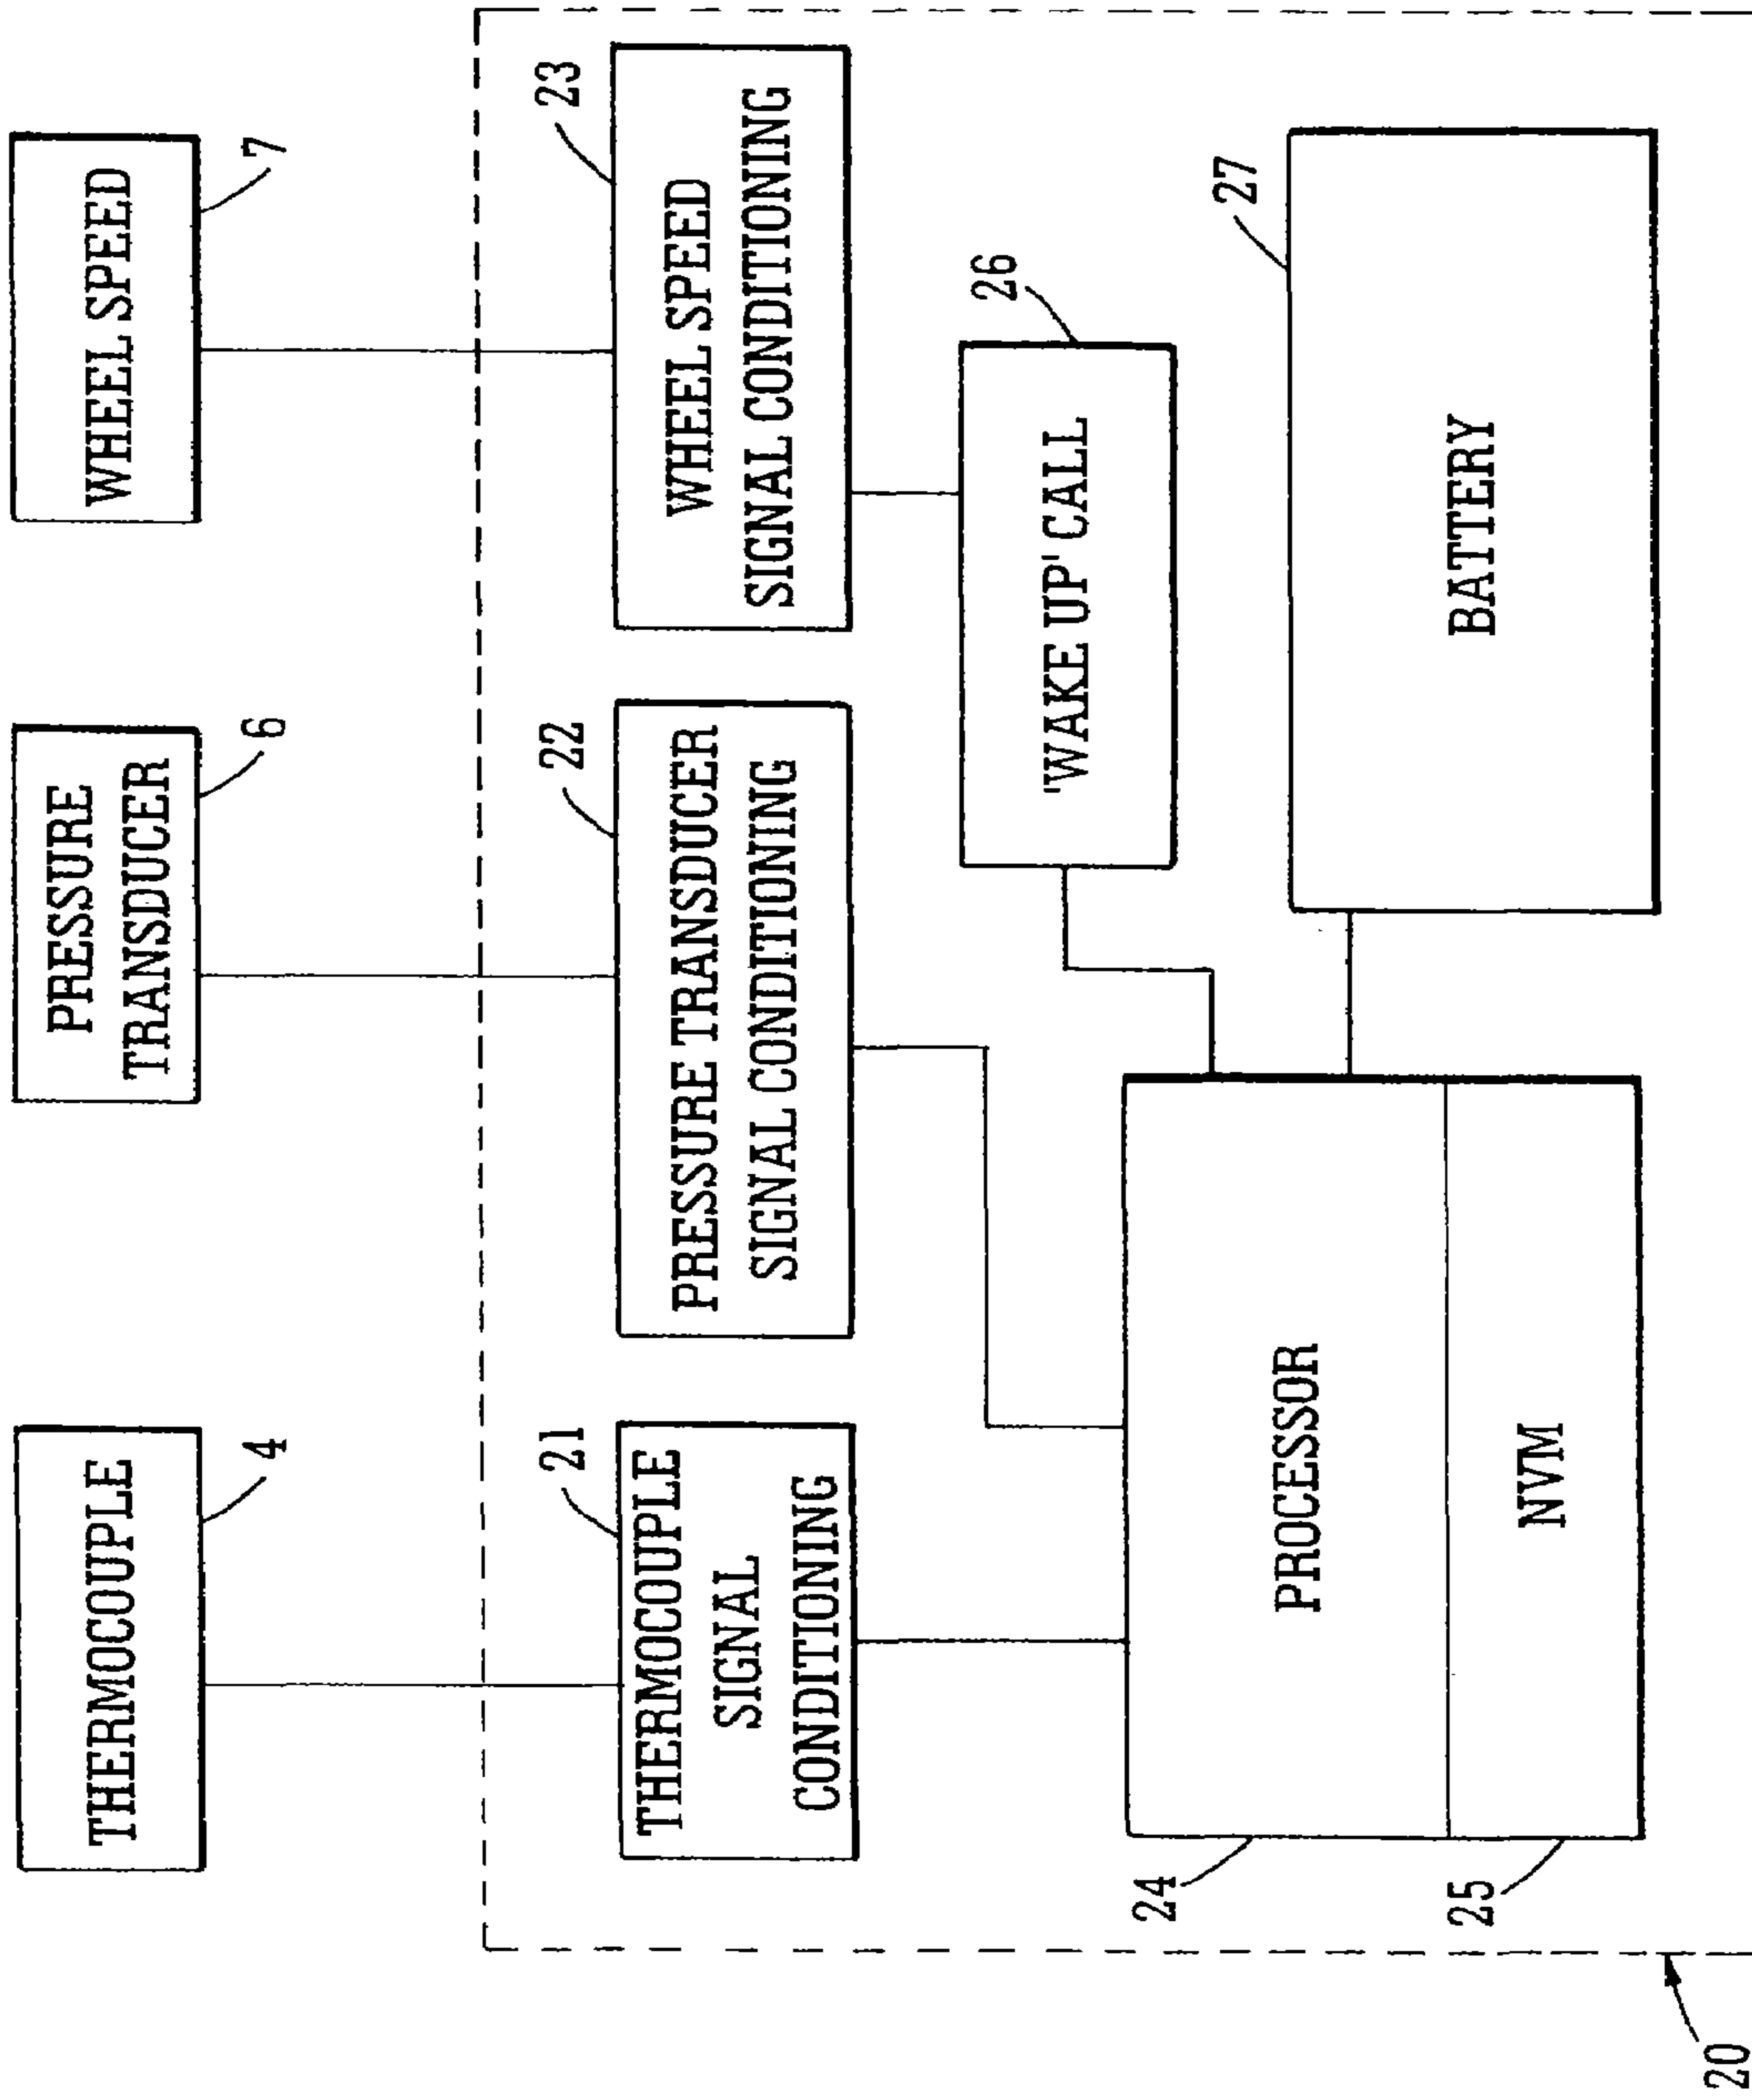 THERMOCOUPLE
4
PRESSURE
TRANSDUCER
6
WHEEL SPEED
7
21
THERMOCOUPLE
SIGNAL
CONDITIONING
22
PRESSURE TRANSDUCER
SIGNAL CONDITIONING
23
WHEEL SPEED
SIGNAL CONDITIONING
'WAKE UP' CALL
26
24
PROCESSOR
25
NVM
BATTERY
27
20